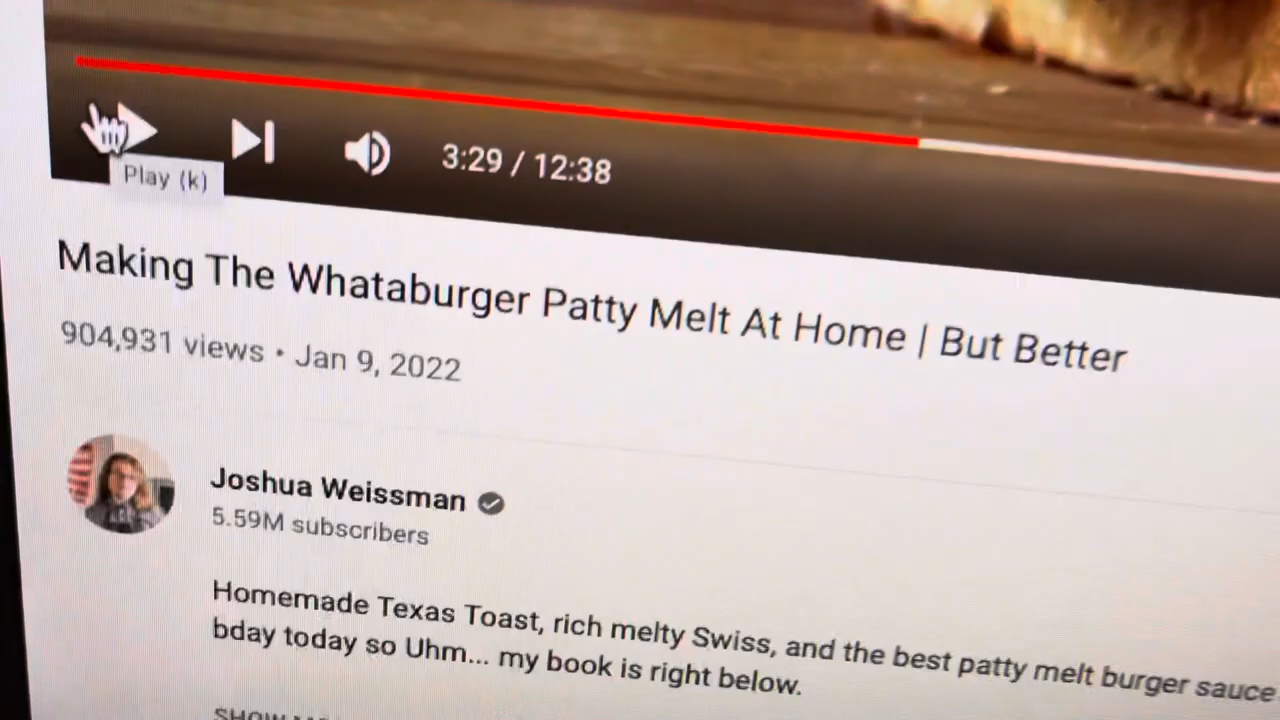 3:29 / 12:38
Play (k)
Making The Whataburger Patty Melt At Home | But Better
904,931 views • Jan 9, 2022
Joshua Weissman
5.59M subscribers
Homemade Texas Toast, rich melty Swiss, and the best patty melt burger sauce
bday today so Uhm... my book is right below.
SHOW